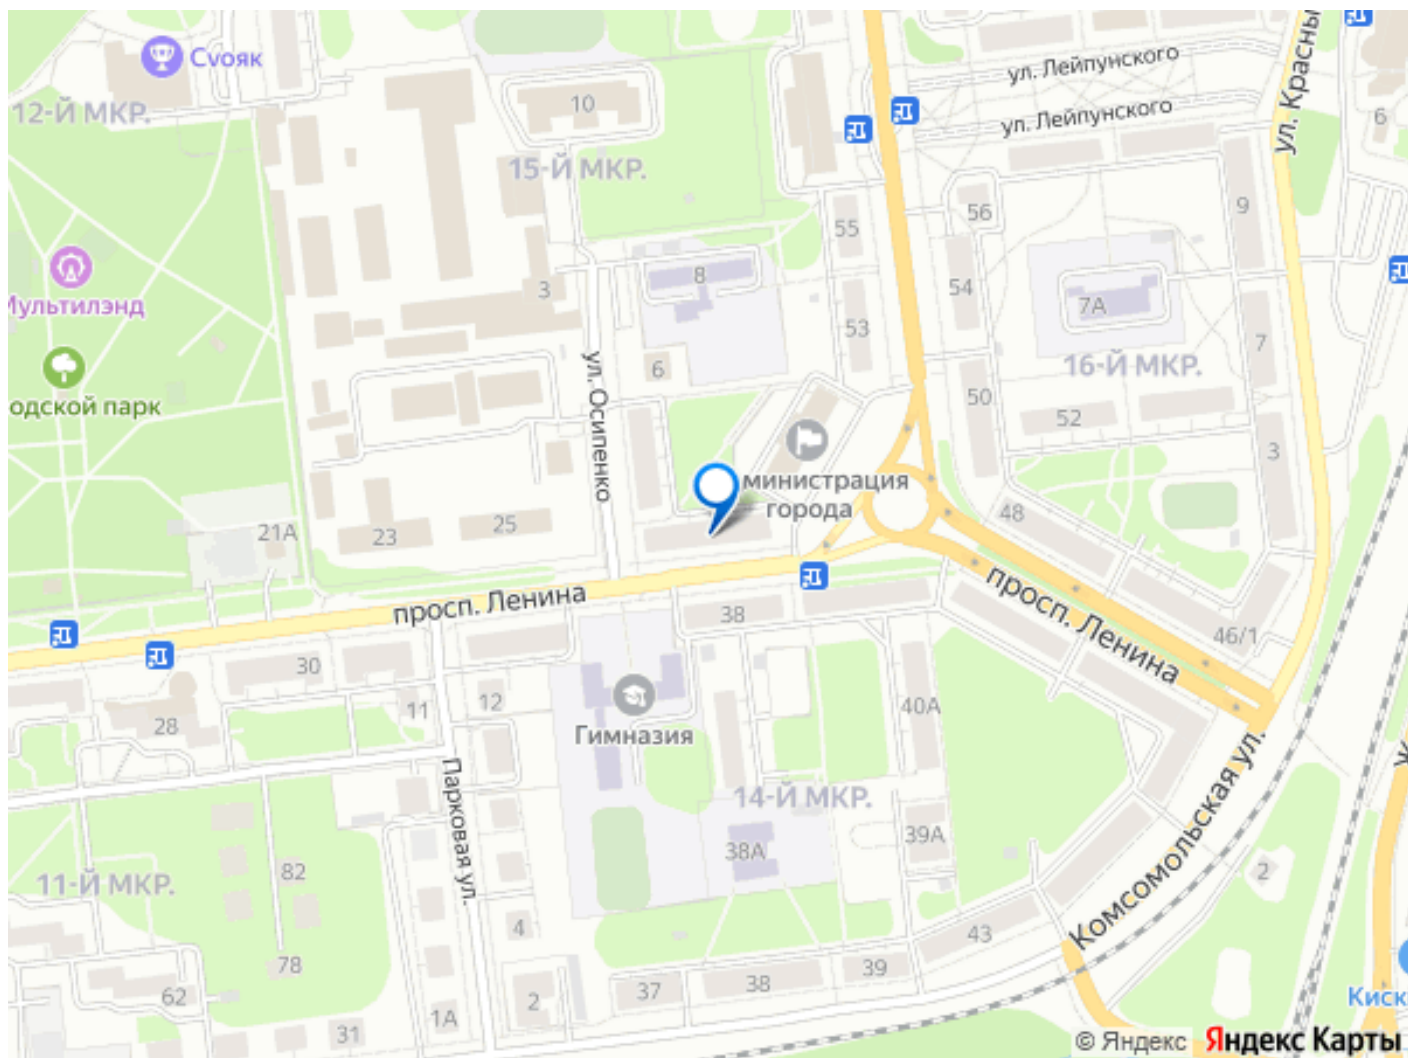 Cvояк
ул. Лейпунского
ул. Красны
12-Й МКР.
10
ул. Лейпунского
6
15-Й МКР.
9
56
55
8
Мультилэнд
3
54
7А
53
7
ул. Осипенко
6
16-Й МКР.
одской парк
50
52
3
министрация
города
48
21А
23
25
просп. Ленина
просп. Ленина
38
46/1
30
12
11
40А
28
Гимназия
Парковая ул.
14-Й МКР.
Комсомольская ул.
Ж
39А
38А
82
2
11-Й МКР.
4
43
78
39
38
37
62
2
1А
31
Киск
© Яндекс Яндекс Карты